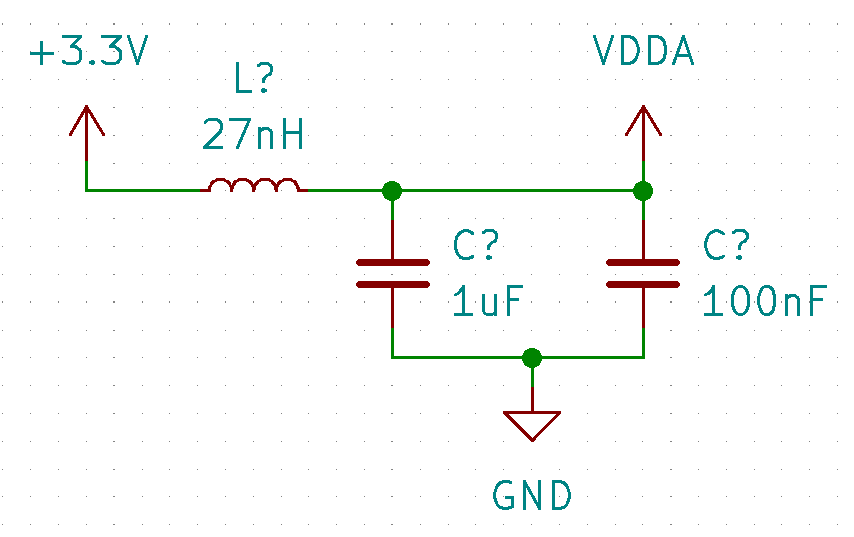 +3.3V
L?
27nH
VDDA
C?
1uF
C?
100nF
GND